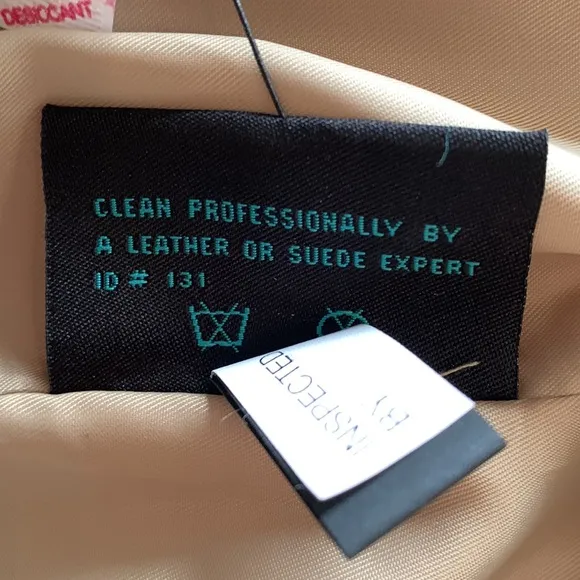 DESICCANT
CLEAN PROFESSIONALLY BY
A LEATHER OR SUEDE EXPERT
ID # 131
INSPECTED
BY